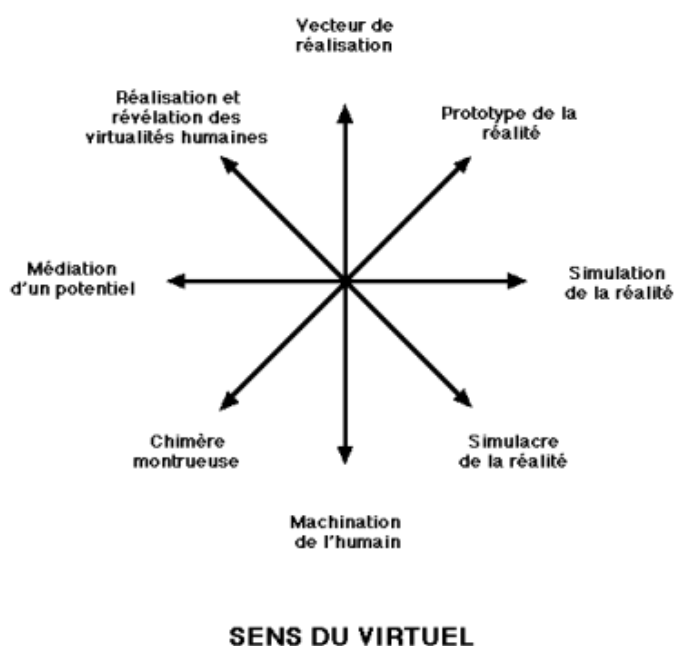 Vecteur de
réalisation
Réalisation et
révélation des
virtualités humaines
Prototype de la
réalité
Médiation
d'un potentiel
Simulation
de la réalité
Chimère
montrueuse
Simulacre
de la réalité
Machination
de l'humain
SENS DU VIRTUEL